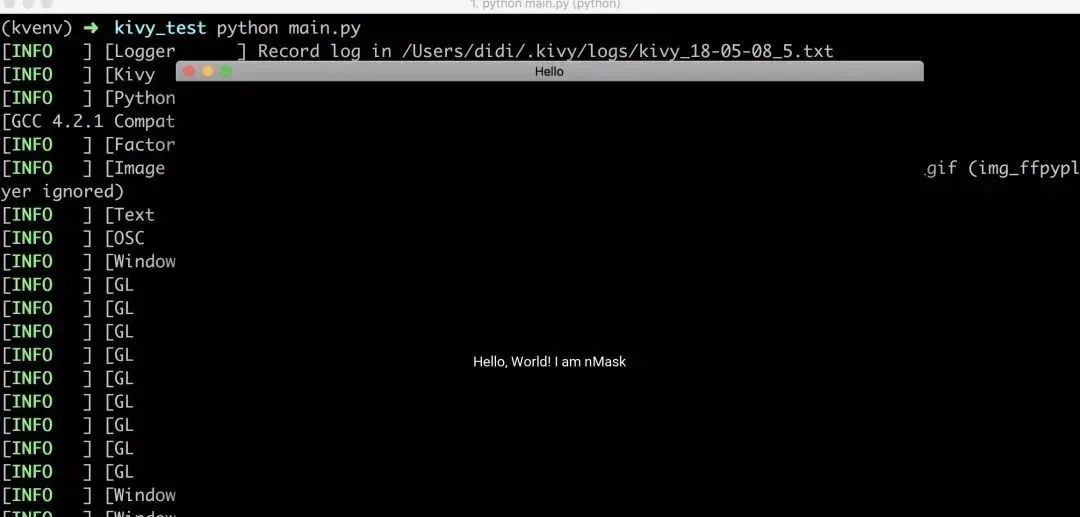 1. python main.py (python)
(kvenv) ➜ kivy_test python main.py
[INFO   ] [Logger      ] Record log in /Users/didi/.kivy/logs/kivy_18-05-08_5.txt
[INFO   ] [Kivy
Hello
[INFO   ] [Python
[GCC 4.2.1 Compat
[INFO   ] [Factor
[INFO   ] [Image
.gif (img_ffpypl
yer ignored)
[INFO   ] [Text
[INFO   ] [OSC
[INFO   ] [Window
[INFO   ] [GL
[INFO   ] [GL
[INFO   ] [GL
[INFO   ] [GL
Hello, World! I am nMask
[INFO   ] [GL
[INFO   ] [GL
[INFO   ] [GL
[INFO   ] [GL
[INFO   ] [GL
[INFO   ] [Window
[INFO   ] [Window